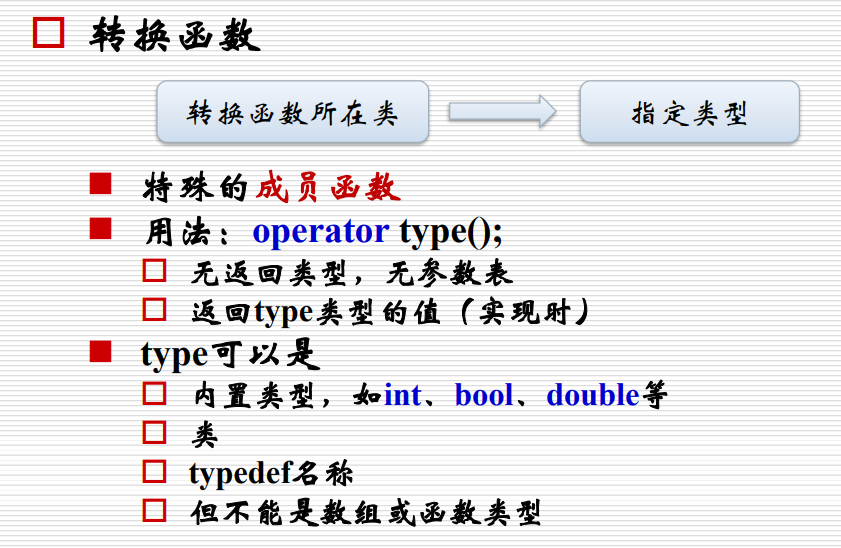 转换函数
转换函数所在类
指定类型
特殊的成员函数
用法：operator type();
无返回类型，无参数表
返回type类型的值（实现时）
type可以是
内置类型，如int、bool、double等
类
typedef名称
但不能是数组或函数类型